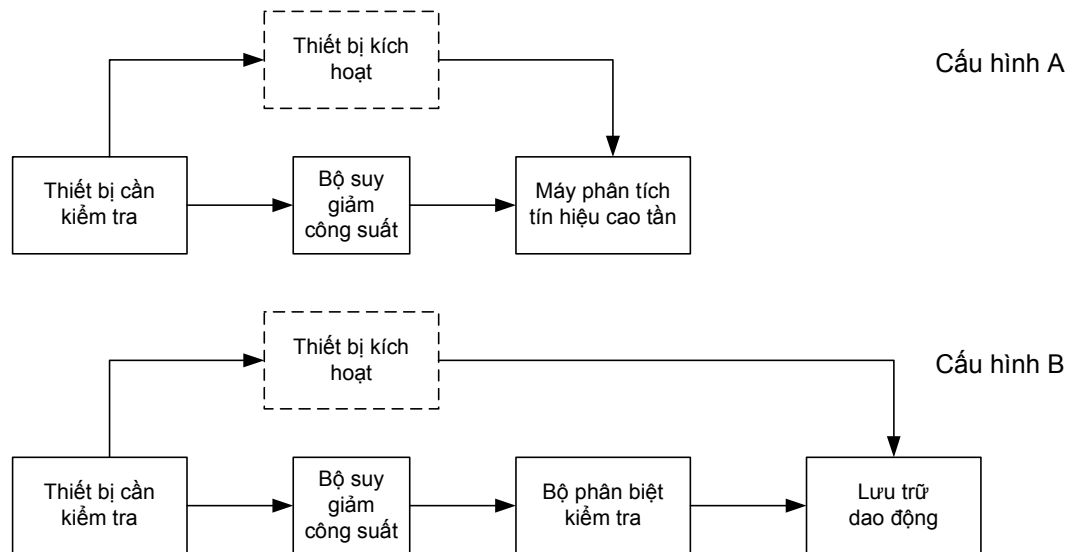 Thiết bị kích
hoạt
Cấu hình A
Thiết bị cần
kiểm tra
Bộ suy
giảm
công suất
Máy phân tích
tín hiệu cao tần
Thiết bị kích
hoạt
Cấu hình B
Thiết bị cần
kiểm tra
Bộ suy
giảm
công suất
Bộ phân biệt
kiểm tra
Lưu trữ
dao động